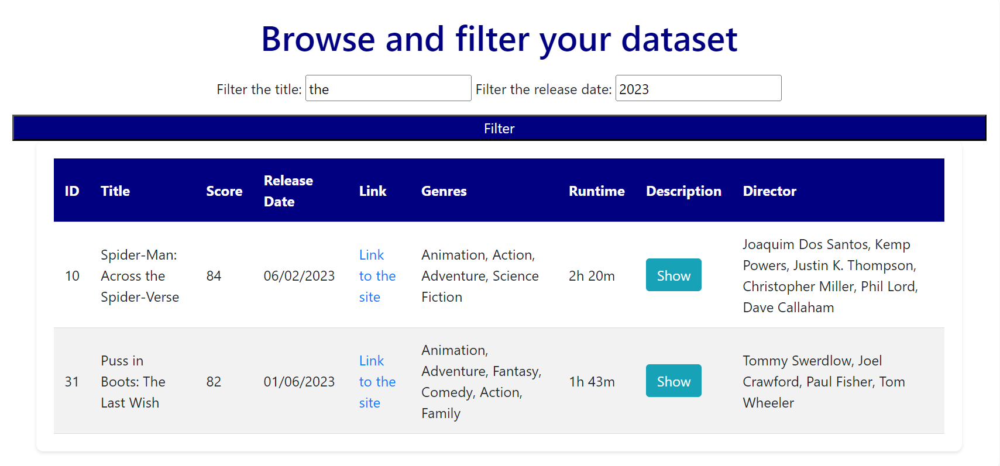 Browse and filter your dataset
Filter the title: the Filter the release date: 2023
Filter
ID Title Score Release Date Link Genres Runtime Description Director
10 Spider-Man: Across the Spider-Verse 84 06/02/2023 Link to the site Animation, Action, Adventure, Science Fiction 2h 20m Show Joaquim Dos Santos, Kemp Powers, Justin K. Thompson, Christopher Miller, Phil Lord, Dave Callaham
31 Puss in Boots: The Last Wish 82 01/06/2023 Link to the site Animation, Adventure, Fantasy, Comedy, Action, Family 1h 43m Show Tommy Swerdlow, Joel Crawford, Paul Fisher, Tom Wheeler